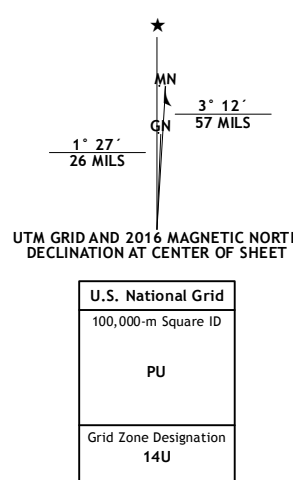 ★
MN
3° 12´
57 MILS
GN
1° 27´
26 MILS
UTM GRID AND 2016 MAGNETIC NORT
DECLINATION AT CENTER OF SHEET
U.S. National Grid
100,000-m Square ID
PU
Grid Zone Designation
14U